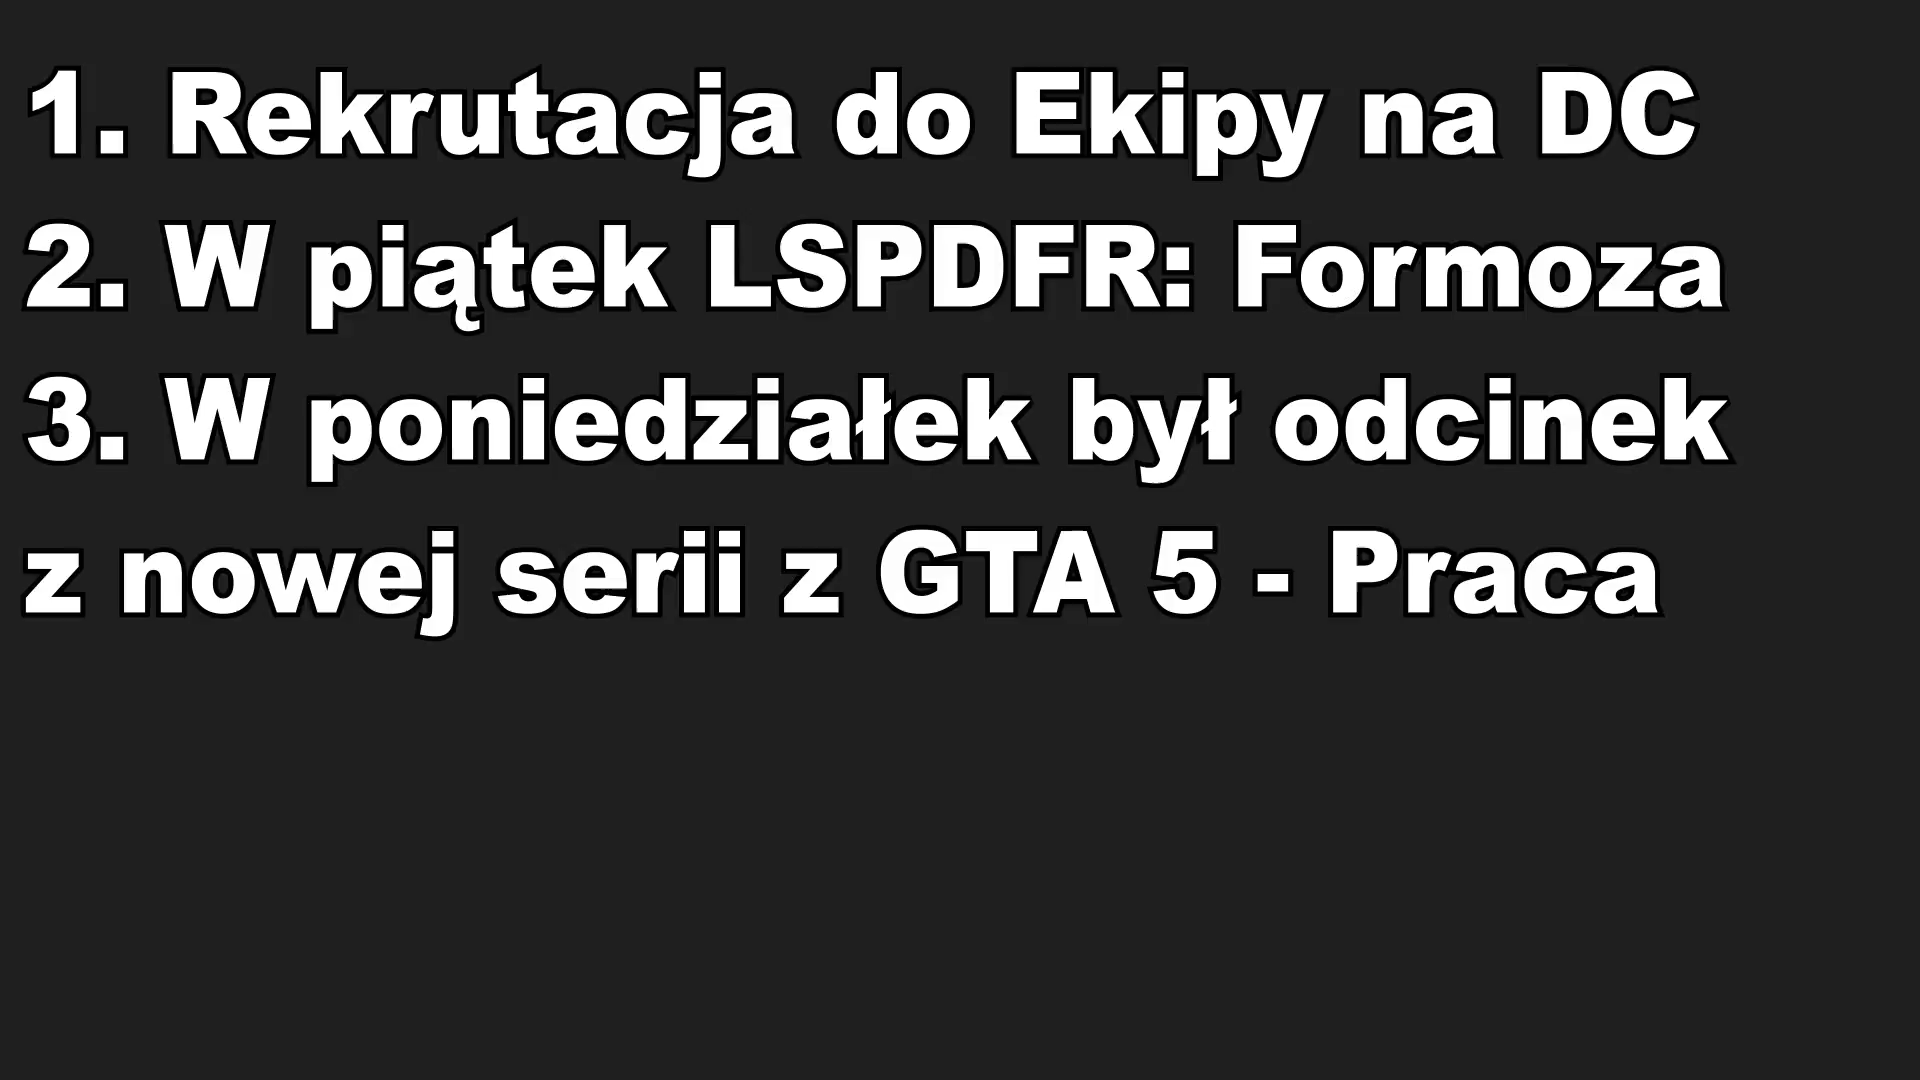 1. Rekrutacja do Ekipy na DC
2. W piątek LSPDFR: Formoza
3. W poniedziałek był odcinek
z nowej serii z GTA 5 - Praca